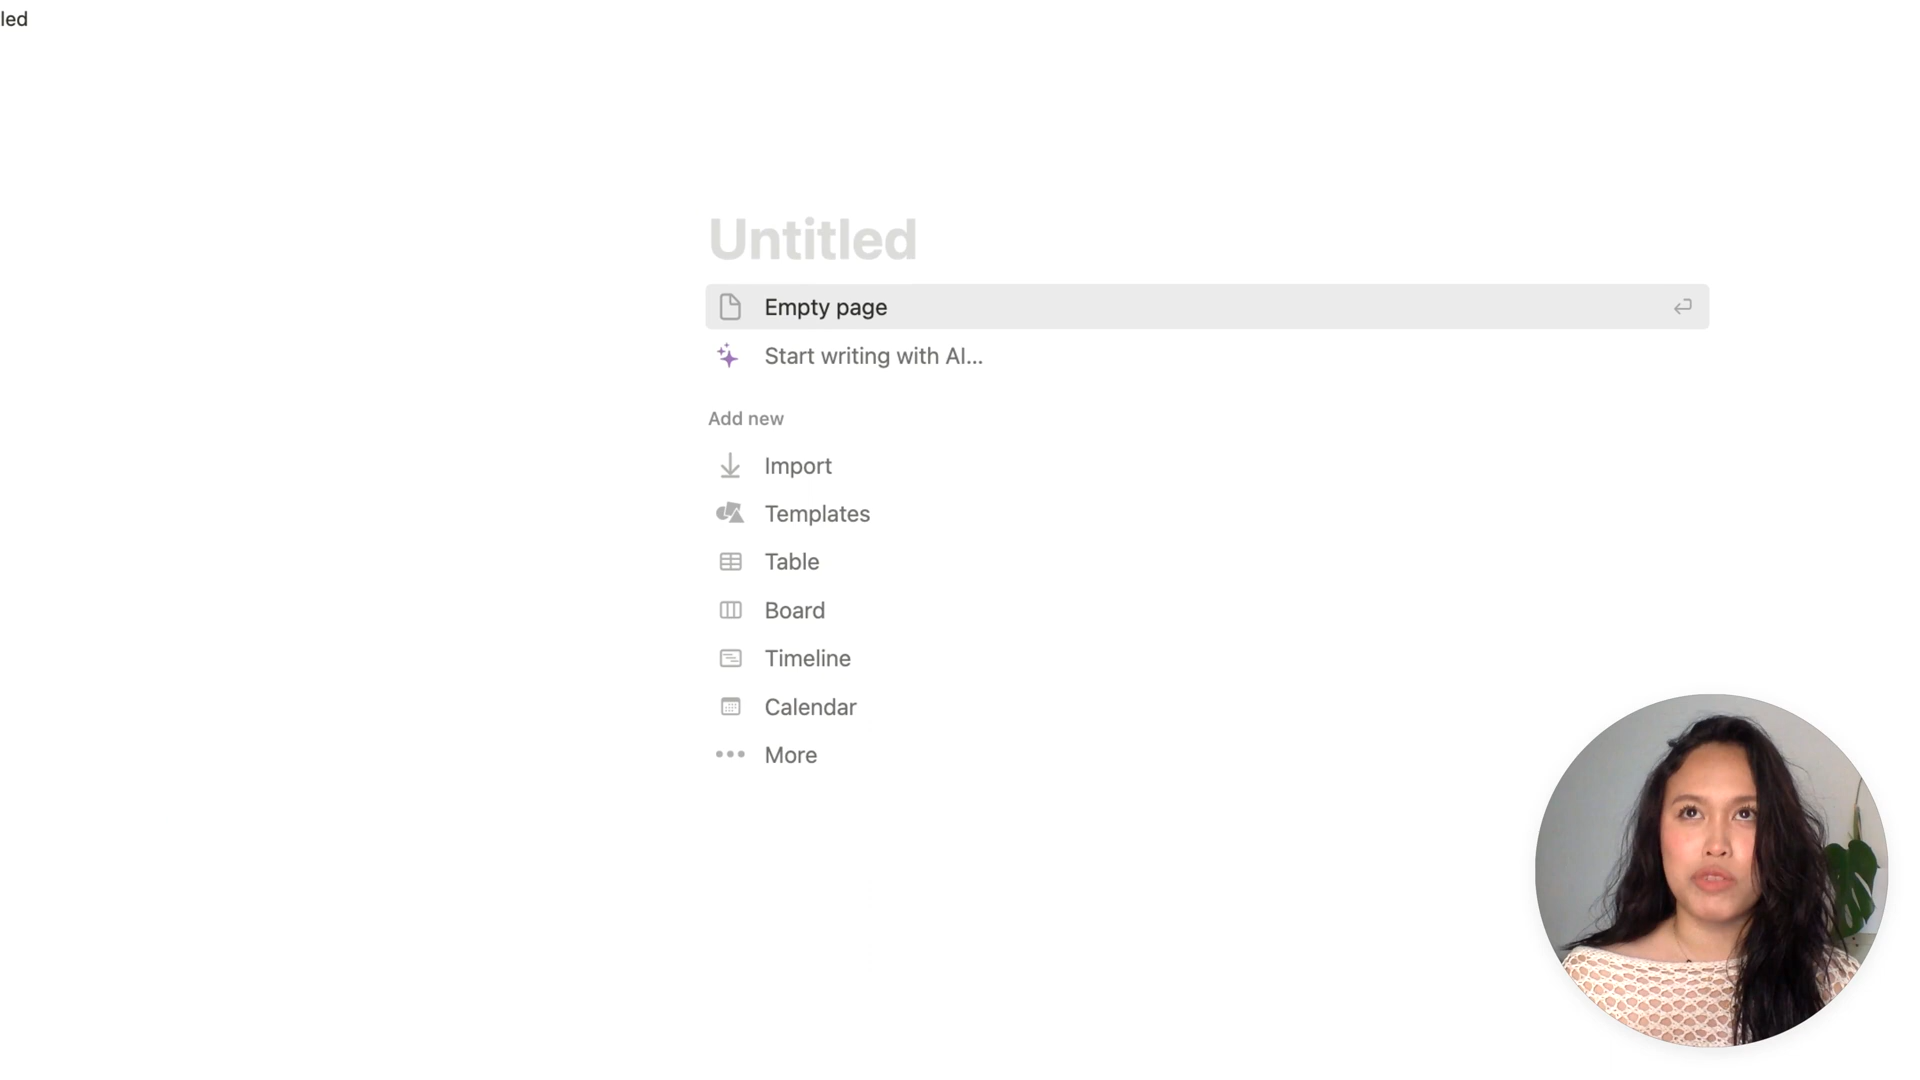 led
Untitled
Empty page
Start writing with AI...
Add new
Import
Templates
Table
Board
Timeline
Calendar
More